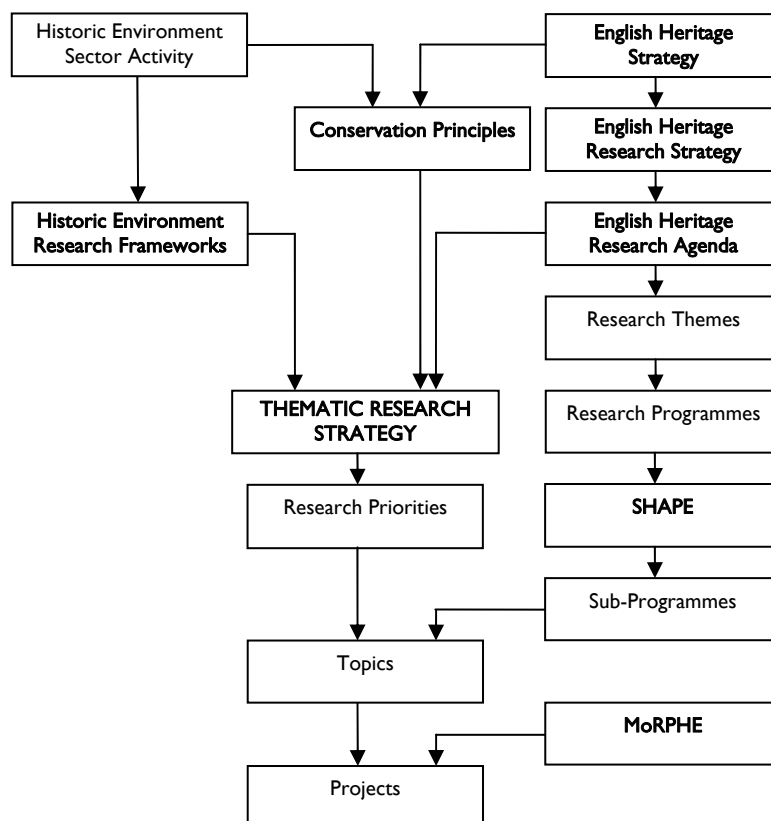 Historic Environment
Sector Activity
English Heritage
Strategy
Conservation Principles
English Heritage
Research Strategy
Historic Environment
Research Frameworks
English Heritage
Research Agenda
Research Themes
THEMATIC RESEARCH
STRATEGY
Research Programmes
Research Priorities
SHAPE
Sub-Programmes
Topics
MoRPHE
Projects